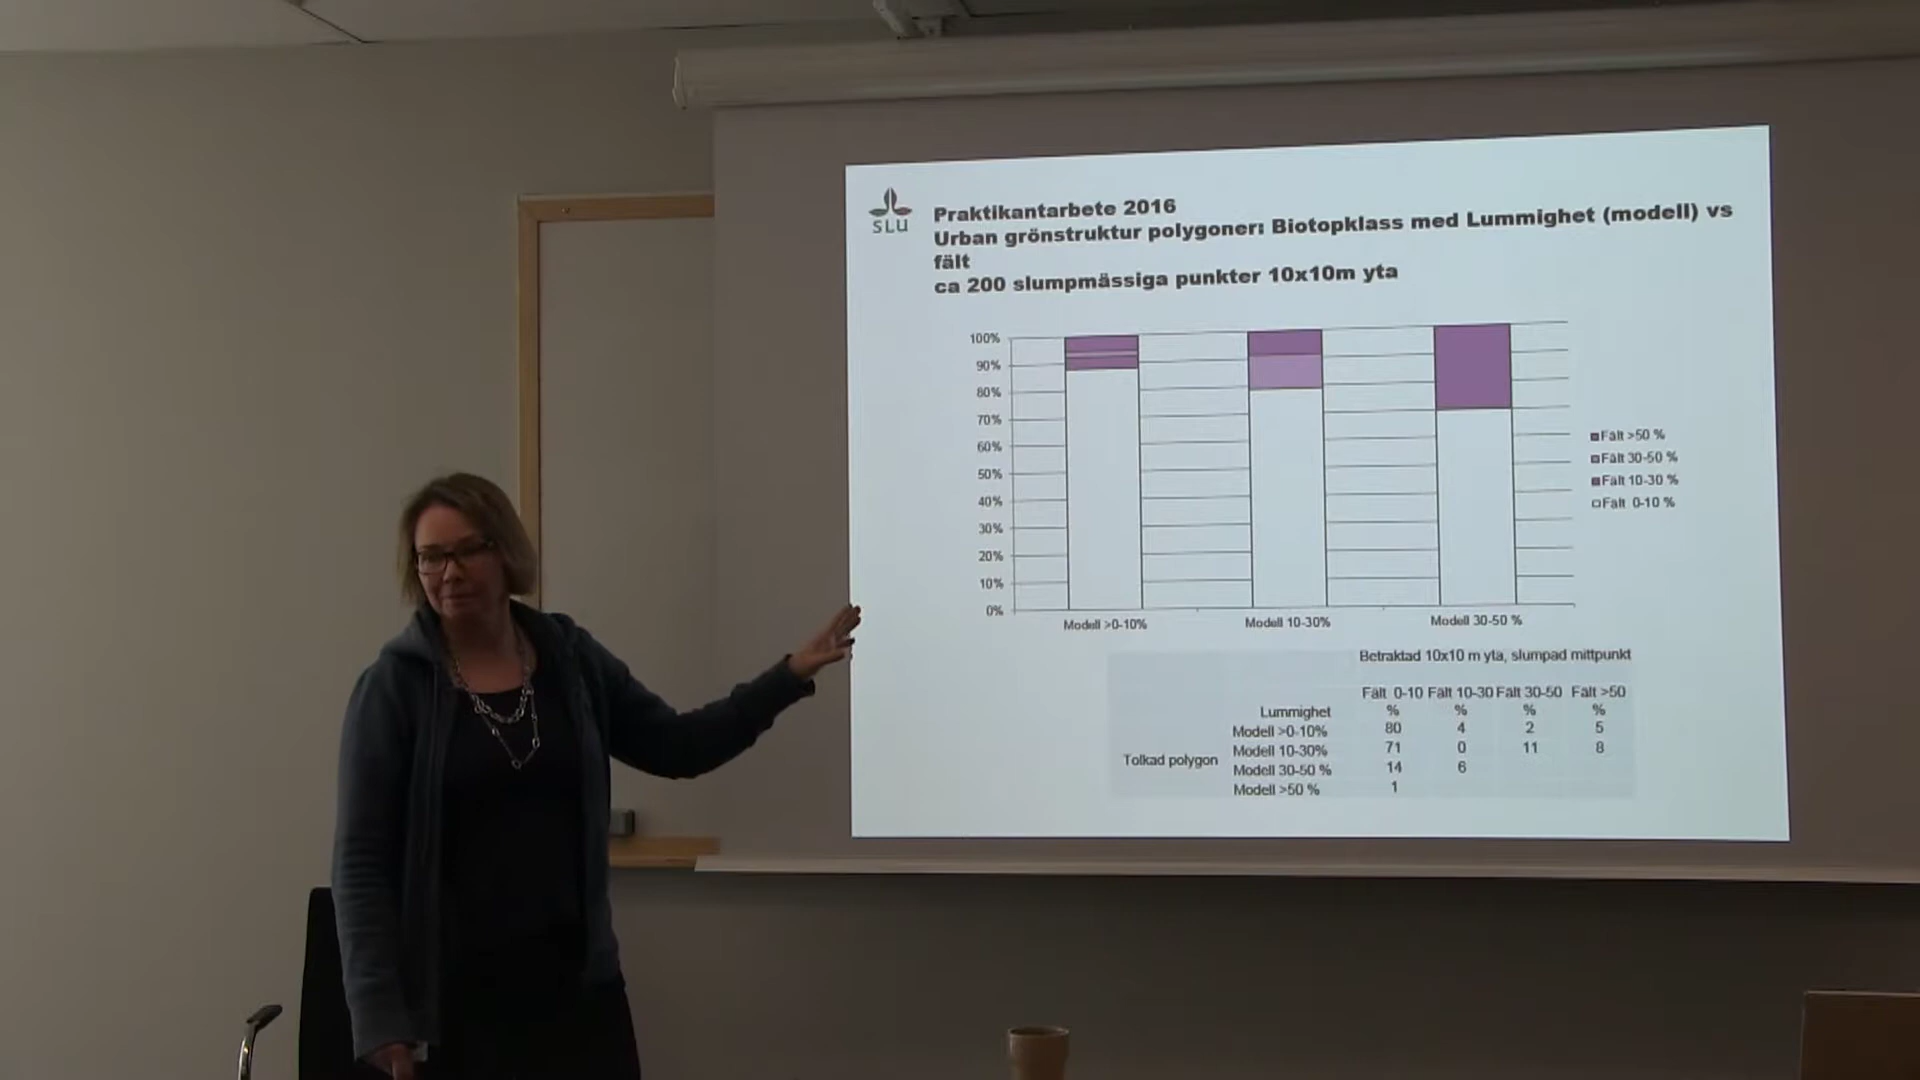 SLU
Praktikantarbete 2016
Urban grönstruktur polygoner: Biotopklass med Lummighet (modell) vs
fält
ca 200 slumpmässiga punkter 10x10m yta
100%
90%
80%
70%
60%
50%
40%
30%
20%
10%
0%
Modell >0-10% Modell 10-30% Modell 30-50 %
Fält >50 %
Fält 30-50 %
Fält 10-30 %
Fält 0-10 %
Betraktad 10x10 m yta, slumpad mittpunkt
Fält 0-10 Fält 10-30 Fält 30-50 Fält >50
Lummighet % % % %
Modell >0-10% 80 4 2 5
Modell 10-30% 71 0 11 8
Tolkad polygon
Modell 30-50 % 14 6
Modell >50 % 1